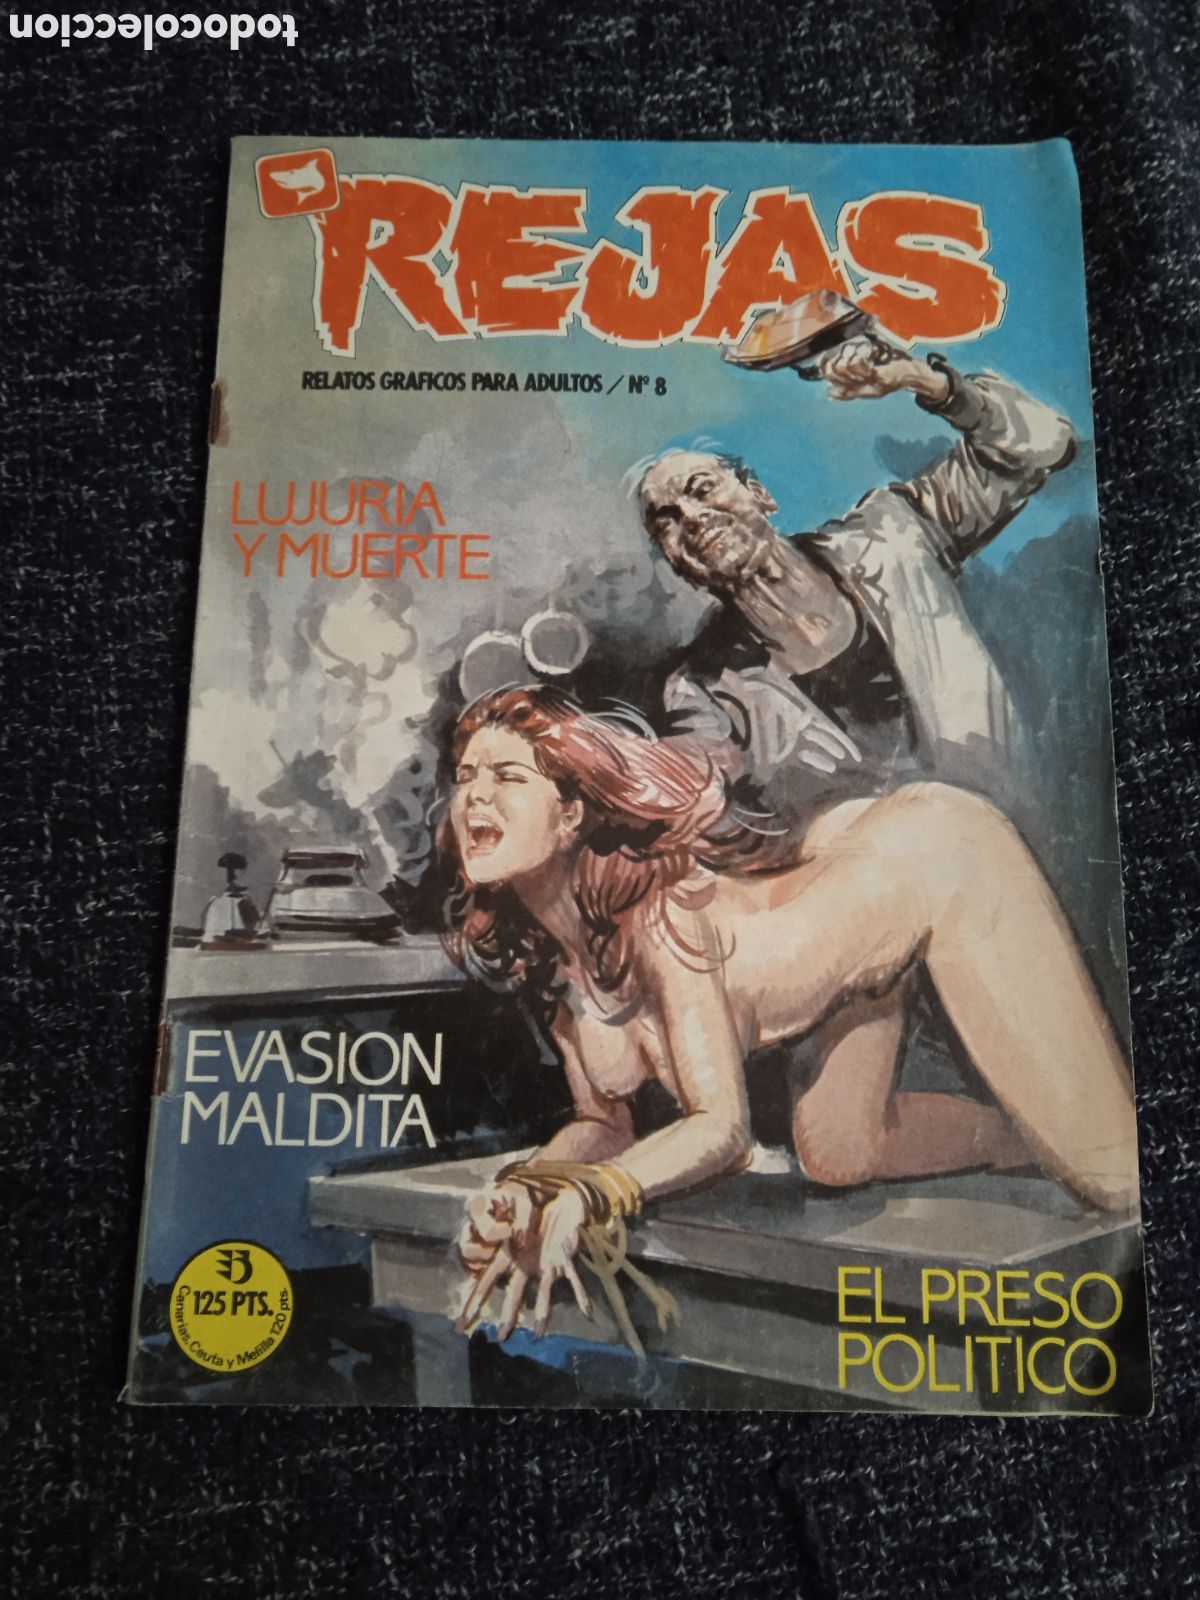 todocoleccion
REJAS
RELATOS GRAFICOS PARA ADULTOS / Nº 8
LUJURIA
Y MUERTE
EVASION
MALDITA
125 PTS.
Canarias, Ceuta y Melilla 120 pts.
EL PRESO
POLITICO